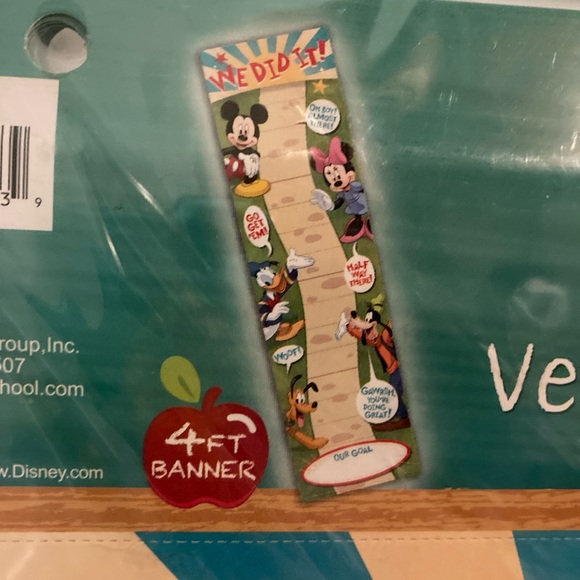 WE DID IT!
OH BOY!
ALMOST
THERE!
GO
GET
'EM!
HALF
WAY
THERE!
WOOF!
GAWRSH,
YOU'RE
DOING
GREAT!
OUR GOAL
3 9
roup,Inc.
507
hool.com
4FT
BANNER
w.Disney.com
Ve